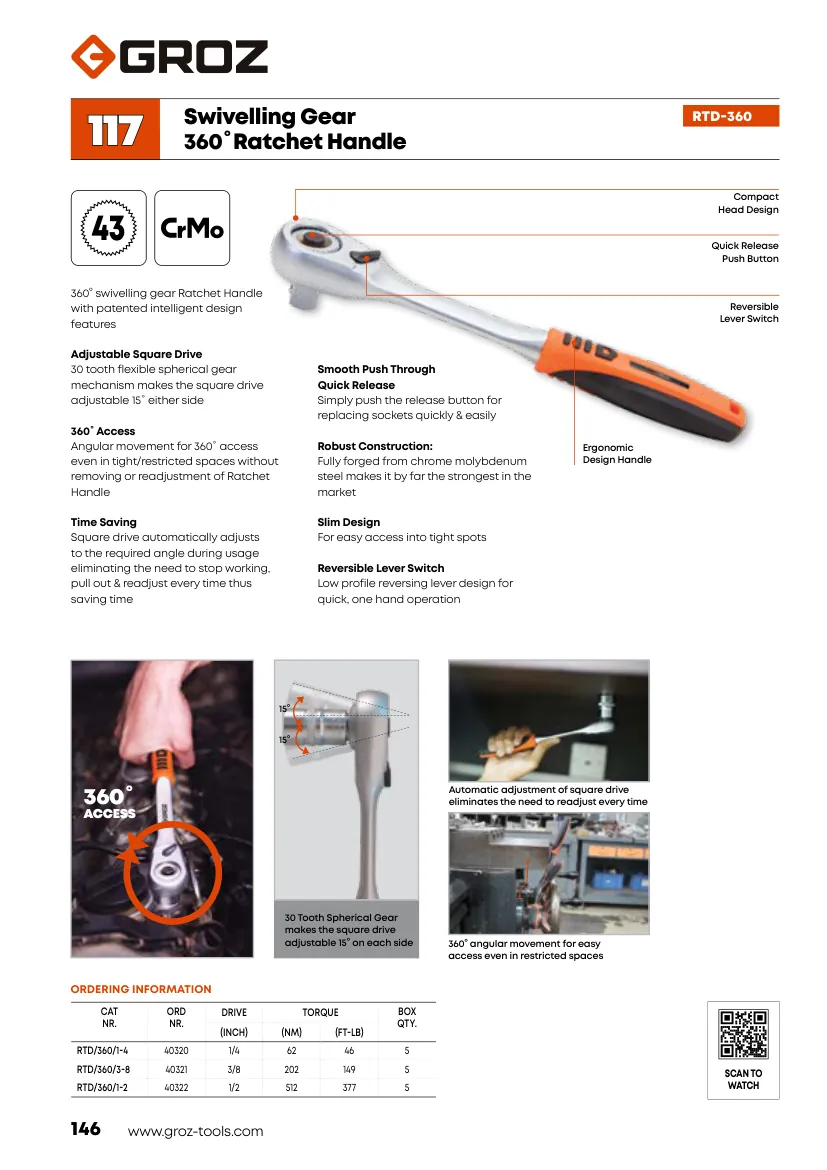 GROZ
117
Swivelling Gear
360° Ratchet Handle
RTD-360
43
CrMo
Compact
Head Design
Quick Release
Push Button
Reversible
Lever Switch
Ergonomic
Design Handle
360° swivelling gear Ratchet Handle
with patented intelligent design
features
Adjustable Square Drive
30 tooth flexible spherical gear
mechanism makes the square drive
adjustable 15° either side
360° Access
Angular movement for 360° access
even in tight/restricted spaces without
removing or readjustment of Ratchet
Handle
Time Saving
Square drive automatically adjusts
to the required angle during usage
eliminating the need to stop working,
pull out & readjust every time thus
saving time
Smooth Push Through
Quick Release
Simply push the release button for
replacing sockets quickly & easily
Robust Construction:
Fully forged from chrome molybdenum
steel makes it by far the strongest in the
market
Slim Design
For easy access into tight spots
Reversible Lever Switch
Low profile reversing lever design for
quick, one hand operation
360°
ACCESS
15°
15°
30 Tooth Spherical Gear
makes the square drive
adjustable 15° on each side
Automatic adjustment of square drive
eliminates the need to readjust every time
360° angular movement for easy
access even in restricted spaces
ORDERING INFORMATION
CAT NR. ORD NR. DRIVE (INCH) TORQUE (NM) (FT-LB) BOX QTY.
RTD/360/1-4 40320 1/4 62 46 5
RTD/360/3-8 40321 3/8 202 149 5
RTD/360/1-2 40322 1/2 512 377 5
SCAN TO
WATCH
146 www.groz-tools.com